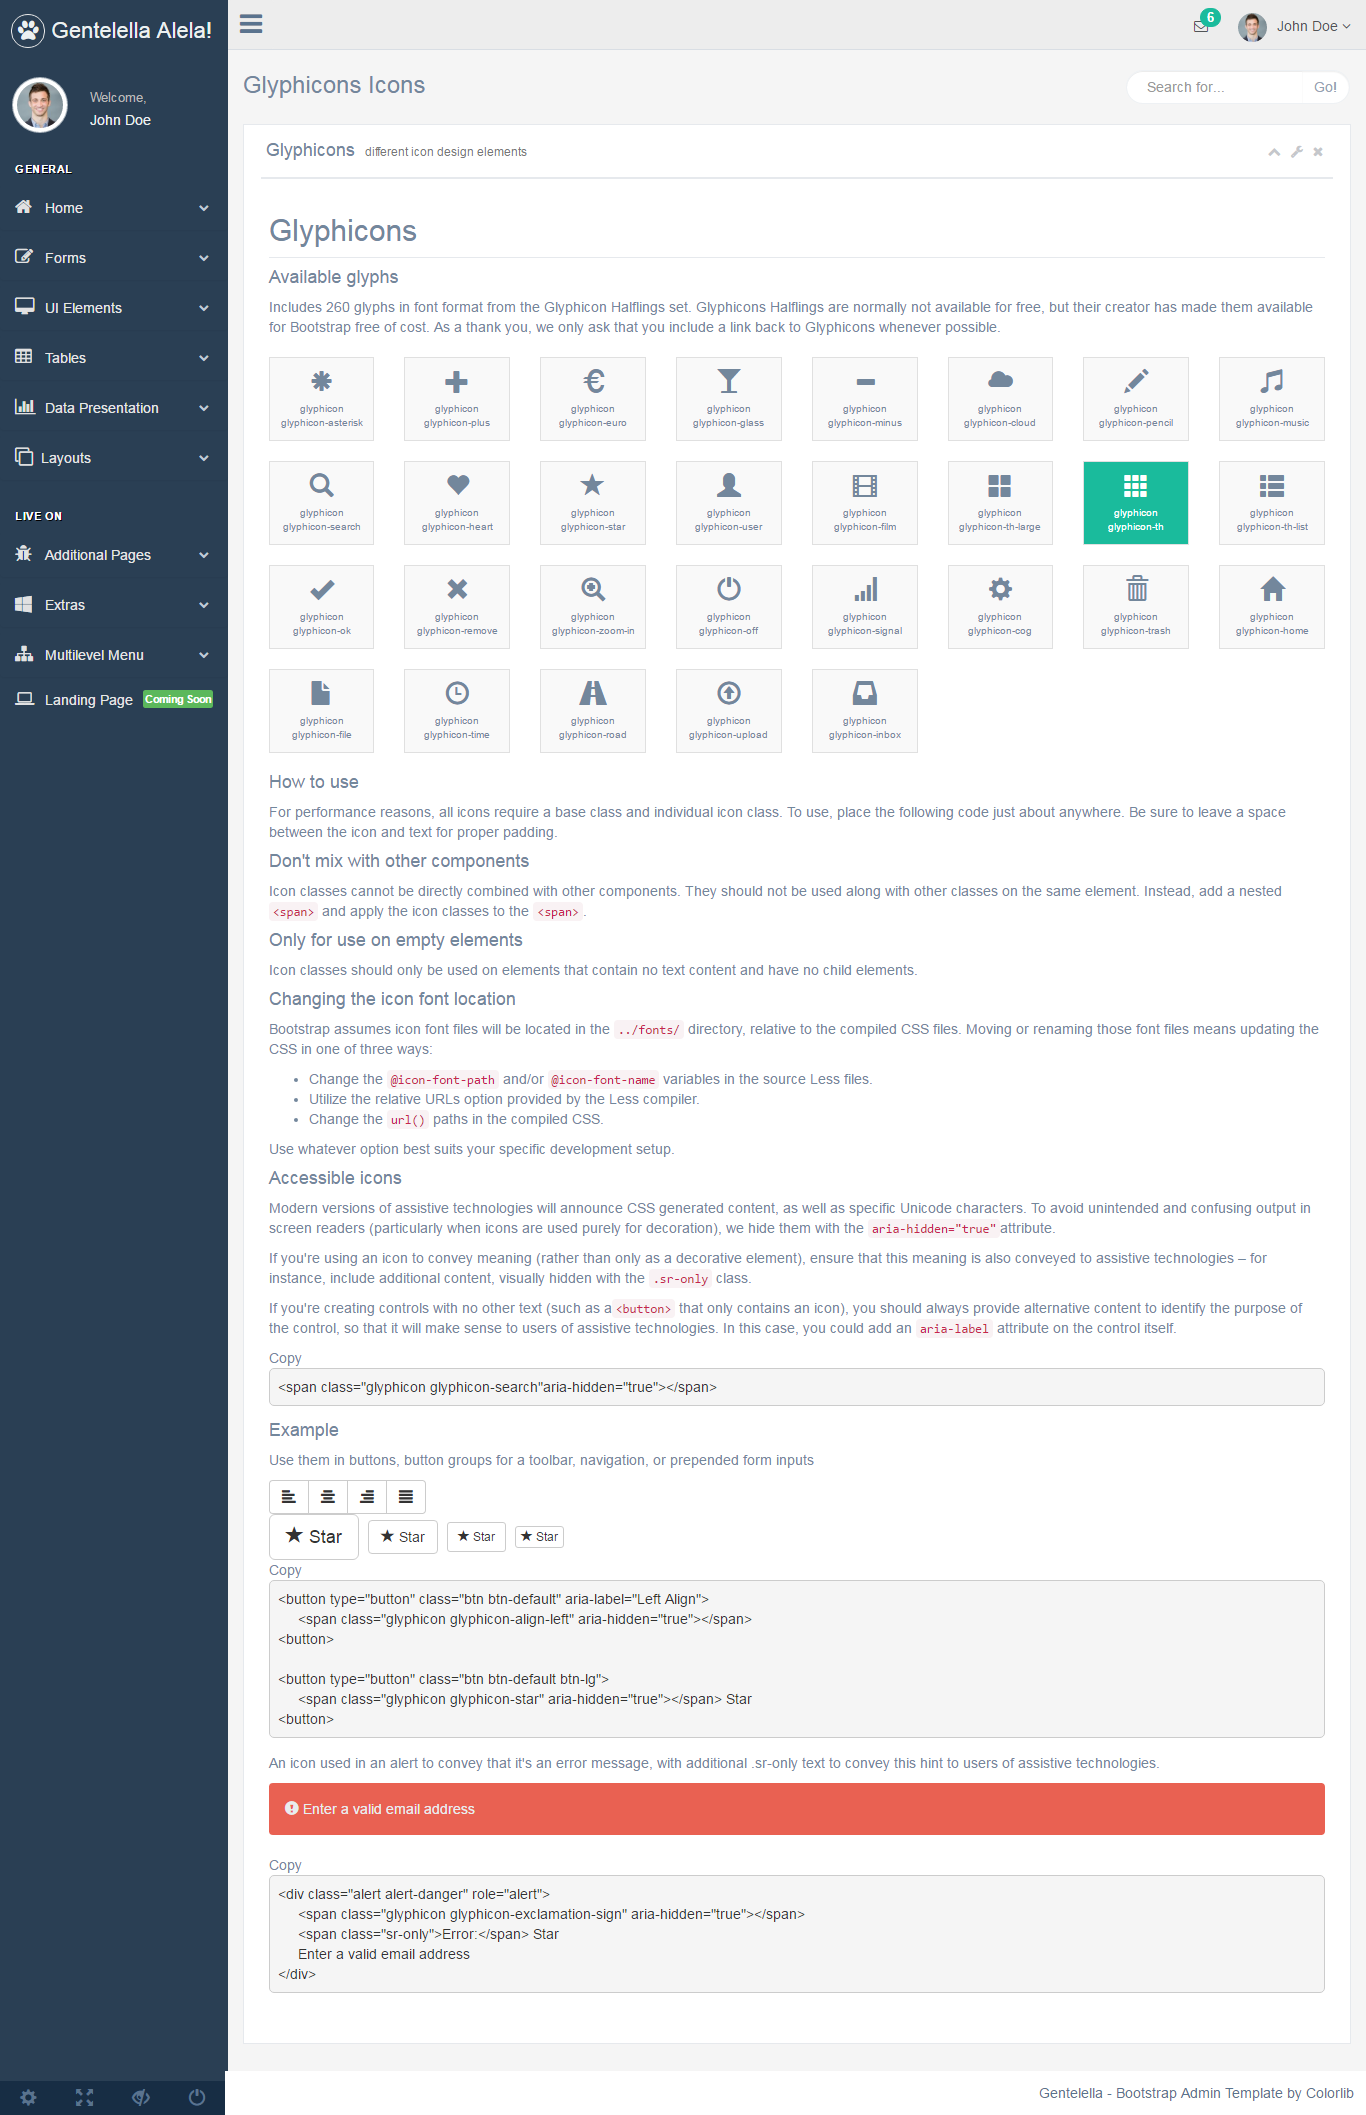 Gentelella Alela!
Welcome,
John Doe
GENERAL
Home
Forms
UI Elements
Tables
Data Presentation
Layouts
LIVE ON
Additional Pages
Extras
Multilevel Menu
Landing Page Coming Soon
6
John Doe
Glyphicons Icons
Search for... Go!
Glyphicons different icon design elements
Glyphicons
Available glyphs
Includes 260 glyphs in font format from the Glyphicon Halflings set. Glyphicons Halflings are normally not available for free, but their creator has made them available
for Bootstrap free of cost. As a thank you, we only ask that you include a link back to Glyphicons whenever possible.
glyphicon
glyphicon-asterisk
glyphicon
glyphicon-plus
glyphicon
glyphicon-euro
glyphicon
glyphicon-glass
glyphicon
glyphicon-minus
glyphicon
glyphicon-cloud
glyphicon
glyphicon-pencil
glyphicon
glyphicon-music
glyphicon
glyphicon-search
glyphicon
glyphicon-heart
glyphicon
glyphicon-star
glyphicon
glyphicon-user
glyphicon
glyphicon-film
glyphicon
glyphicon-th-large
glyphicon
glyphicon-th
glyphicon
glyphicon-th-list
glyphicon
glyphicon-ok
glyphicon
glyphicon-remove
glyphicon
glyphicon-zoom-in
glyphicon
glyphicon-off
glyphicon
glyphicon-signal
glyphicon
glyphicon-cog
glyphicon
glyphicon-trash
glyphicon
glyphicon-home
glyphicon
glyphicon-file
glyphicon
glyphicon-time
glyphicon
glyphicon-road
glyphicon
glyphicon-upload
glyphicon
glyphicon-inbox
How to use
For performance reasons, all icons require a base class and individual icon class. To use, place the following code just about anywhere. Be sure to leave a space
between the icon and text for proper padding.
Don't mix with other components
Icon classes cannot be directly combined with other components. They should not be used along with other classes on the same element. Instead, add a nested
<span> and apply the icon classes to the <span>.
Only for use on empty elements
Icon classes should only be used on elements that contain no text content and have no child elements.
Changing the icon font location
Bootstrap assumes icon font files will be located in the ../fonts/ directory, relative to the compiled CSS files. Moving or renaming those font files means updating the
CSS in one of three ways:
• Change the @icon-font-path and/or @icon-font-name variables in the source Less files.
• Utilize the relative URLs option provided by the Less compiler.
• Change the url() paths in the compiled CSS.
Use whatever option best suits your specific development setup.
Accessible icons
Modern versions of assistive technologies will announce CSS generated content, as well as specific Unicode characters. To avoid unintended and confusing output in
screen readers (particularly when icons are used purely for decoration), we hide them with the aria-hidden="true" attribute.
If you're using an icon to convey meaning (rather than only as a decorative element), ensure that this meaning is also conveyed to assistive technologies – for
instance, include additional content, visually hidden with the .sr-only class.
If you're creating controls with no other text (such as a <button> that only contains an icon), you should always provide alternative content to identify the purpose of
the control, so that it will make sense to users of assistive technologies. In this case, you could add an aria-label attribute on the control itself.
Copy
<span class="glyphicon glyphicon-search"aria-hidden="true"></span>
Example
Use them in buttons, button groups for a toolbar, navigation, or prepended form inputs
Star Star Star Star
Copy
<button type="button" class="btn btn-default" aria-label="Left Align">
<span class="glyphicon glyphicon-align-left" aria-hidden="true"></span>
<button>
<button type="button" class="btn btn-default btn-lg">
<span class="glyphicon glyphicon-star" aria-hidden="true"></span> Star
<button>
An icon used in an alert to convey that it's an error message, with additional .sr-only text to convey this hint to users of assistive technologies.
Enter a valid email address
Copy
<div class="alert alert-danger" role="alert">
<span class="glyphicon glyphicon-exclamation-sign" aria-hidden="true"></span>
<span class="sr-only">Error:</span> Star
Enter a valid email address
</div>
Gentelella - Bootstrap Admin Template by Colorlib